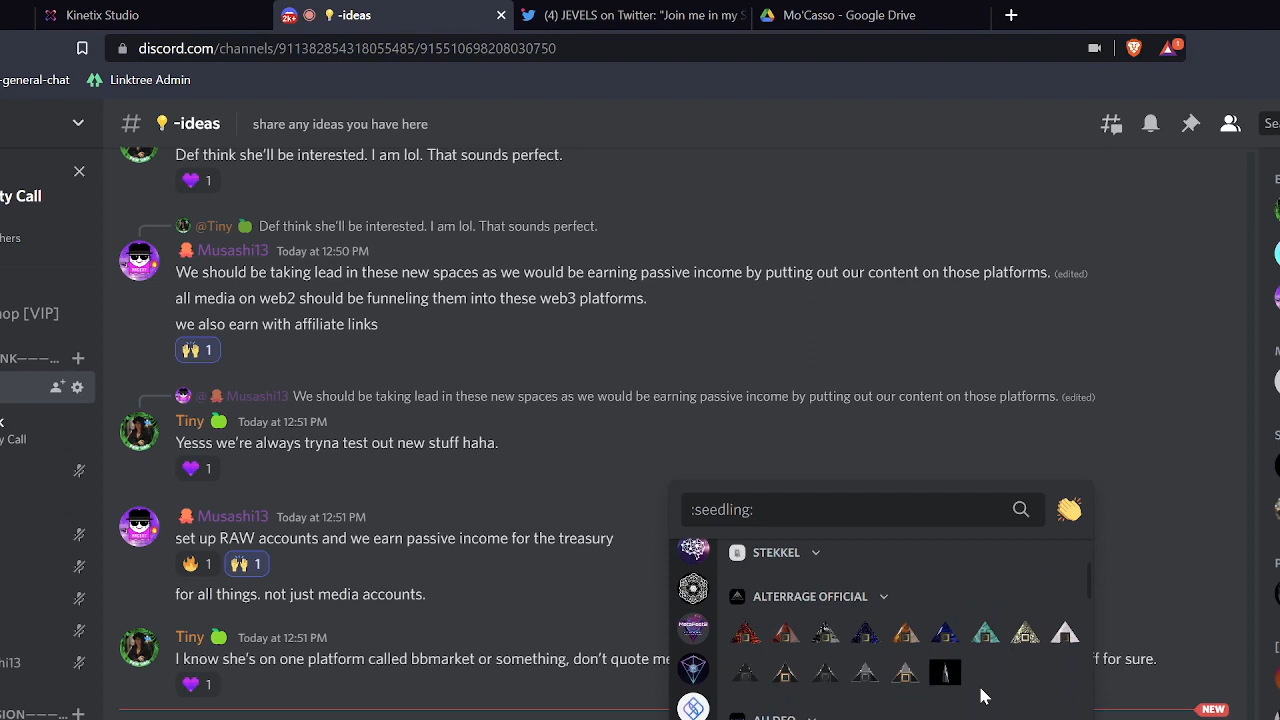 Kinetix Studio
2K+
-ideas
(4) JEVELS on Twitter: "Join me in my S
Mo'Casso - Google Drive
discord.com/channels/911382854318055485/915510698208030750
1
-general-chat
Linktree Admin
-ideas
share any ideas you have here
Sea
Def think she'll be interested. I am lol. That sounds perfect.
1
ty Call
hers
@Tiny Def think she'll be interested. I am lol. That sounds perfect.
Musashi13 Today at 12:50 PM
We should be taking lead in these new spaces as we would be earning passive income by putting out our content on those platforms. (edited)
all media on web2 should be funneling them into these web3 platforms.
hop [VIP]
we also earn with affiliate links
1
NK———...
@ Musashi13 We should be taking lead in these new spaces as we would be earning passive income by putting out our content on those platforms. (edited)
Tiny Today at 12:51 PM
y Call
Yesss we're always tryna test out new stuff haha.
1
Musashi13 Today at 12:51 PM
:seedling:
set up RAW accounts and we earn passive income for the treasury
STEKKEL
1
1
for all things. not just media accounts.
ALTERRAGE OFFICIAL
Tiny Today at 12:51 PM
I know she's on one platform called bbmarket or something, don't quote me
f for sure.
hi13
1
NEW
SION———...